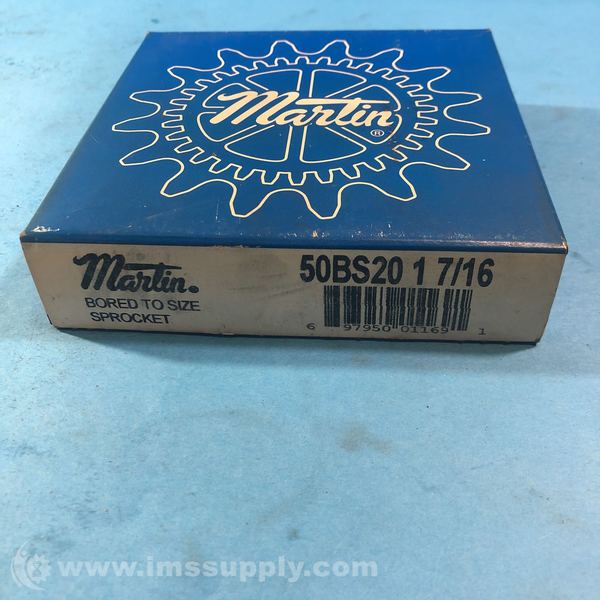 Martin®
Martin.
BORED TO SIZE
SPROCKET
50BS20 1 7/16
6 97950 01169 1
www.imssupply.com